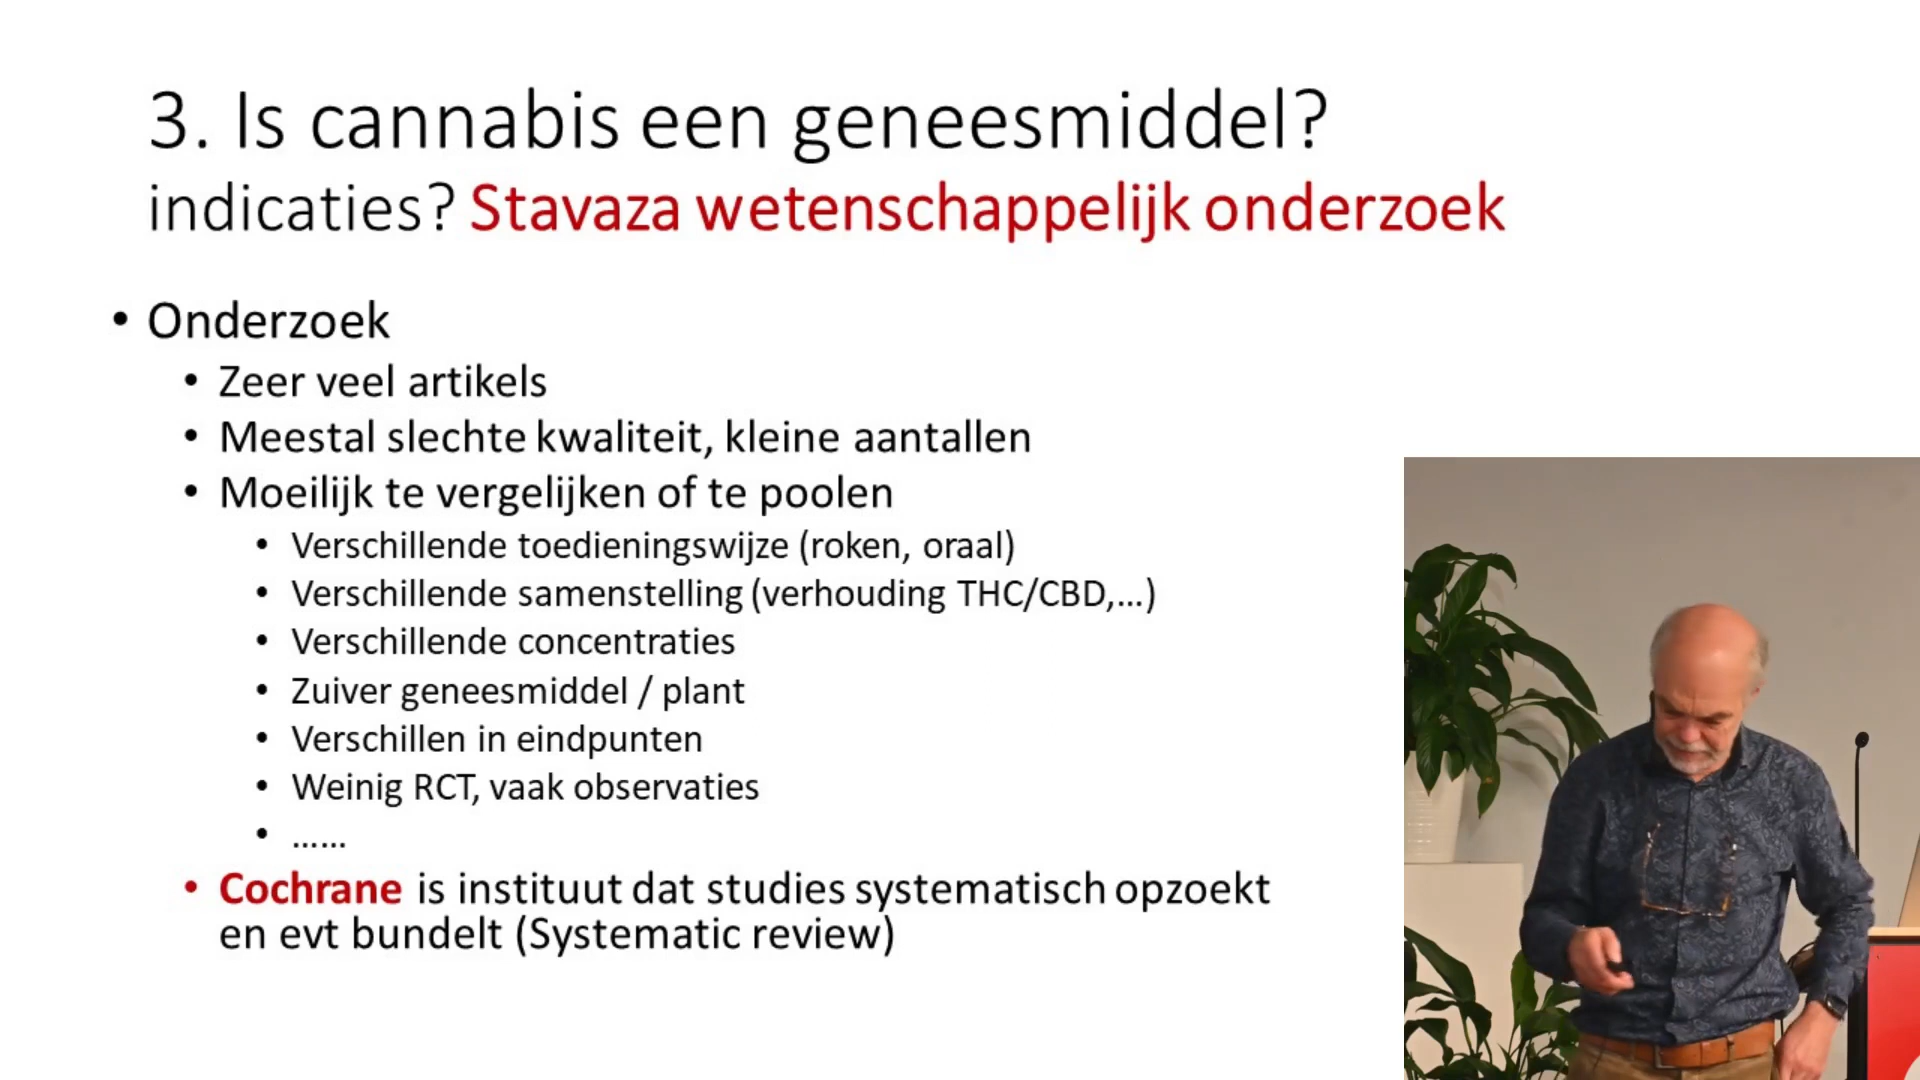 3. Is cannabis een geneesmiddel?
indicaties? Stavaza wetenschappelijk onderzoek
• Onderzoek
• Zeer veel artikels
• Meestal slechte kwaliteit, kleine aantallen
• Moeilijk te vergelijken of te poolen
• Verschillende toedieningswijze (roken, oraal)
• Verschillende samenstelling (verhouding THC/CBD,...)
• Verschillende concentraties
• Zuiver geneesmiddel / plant
• Verschillen in eindpunten
• Weinig RCT, vaak observaties
• ......
• Cochrane is instituut dat studies systematisch opzoekt
en evt bundelt (Systematic review)